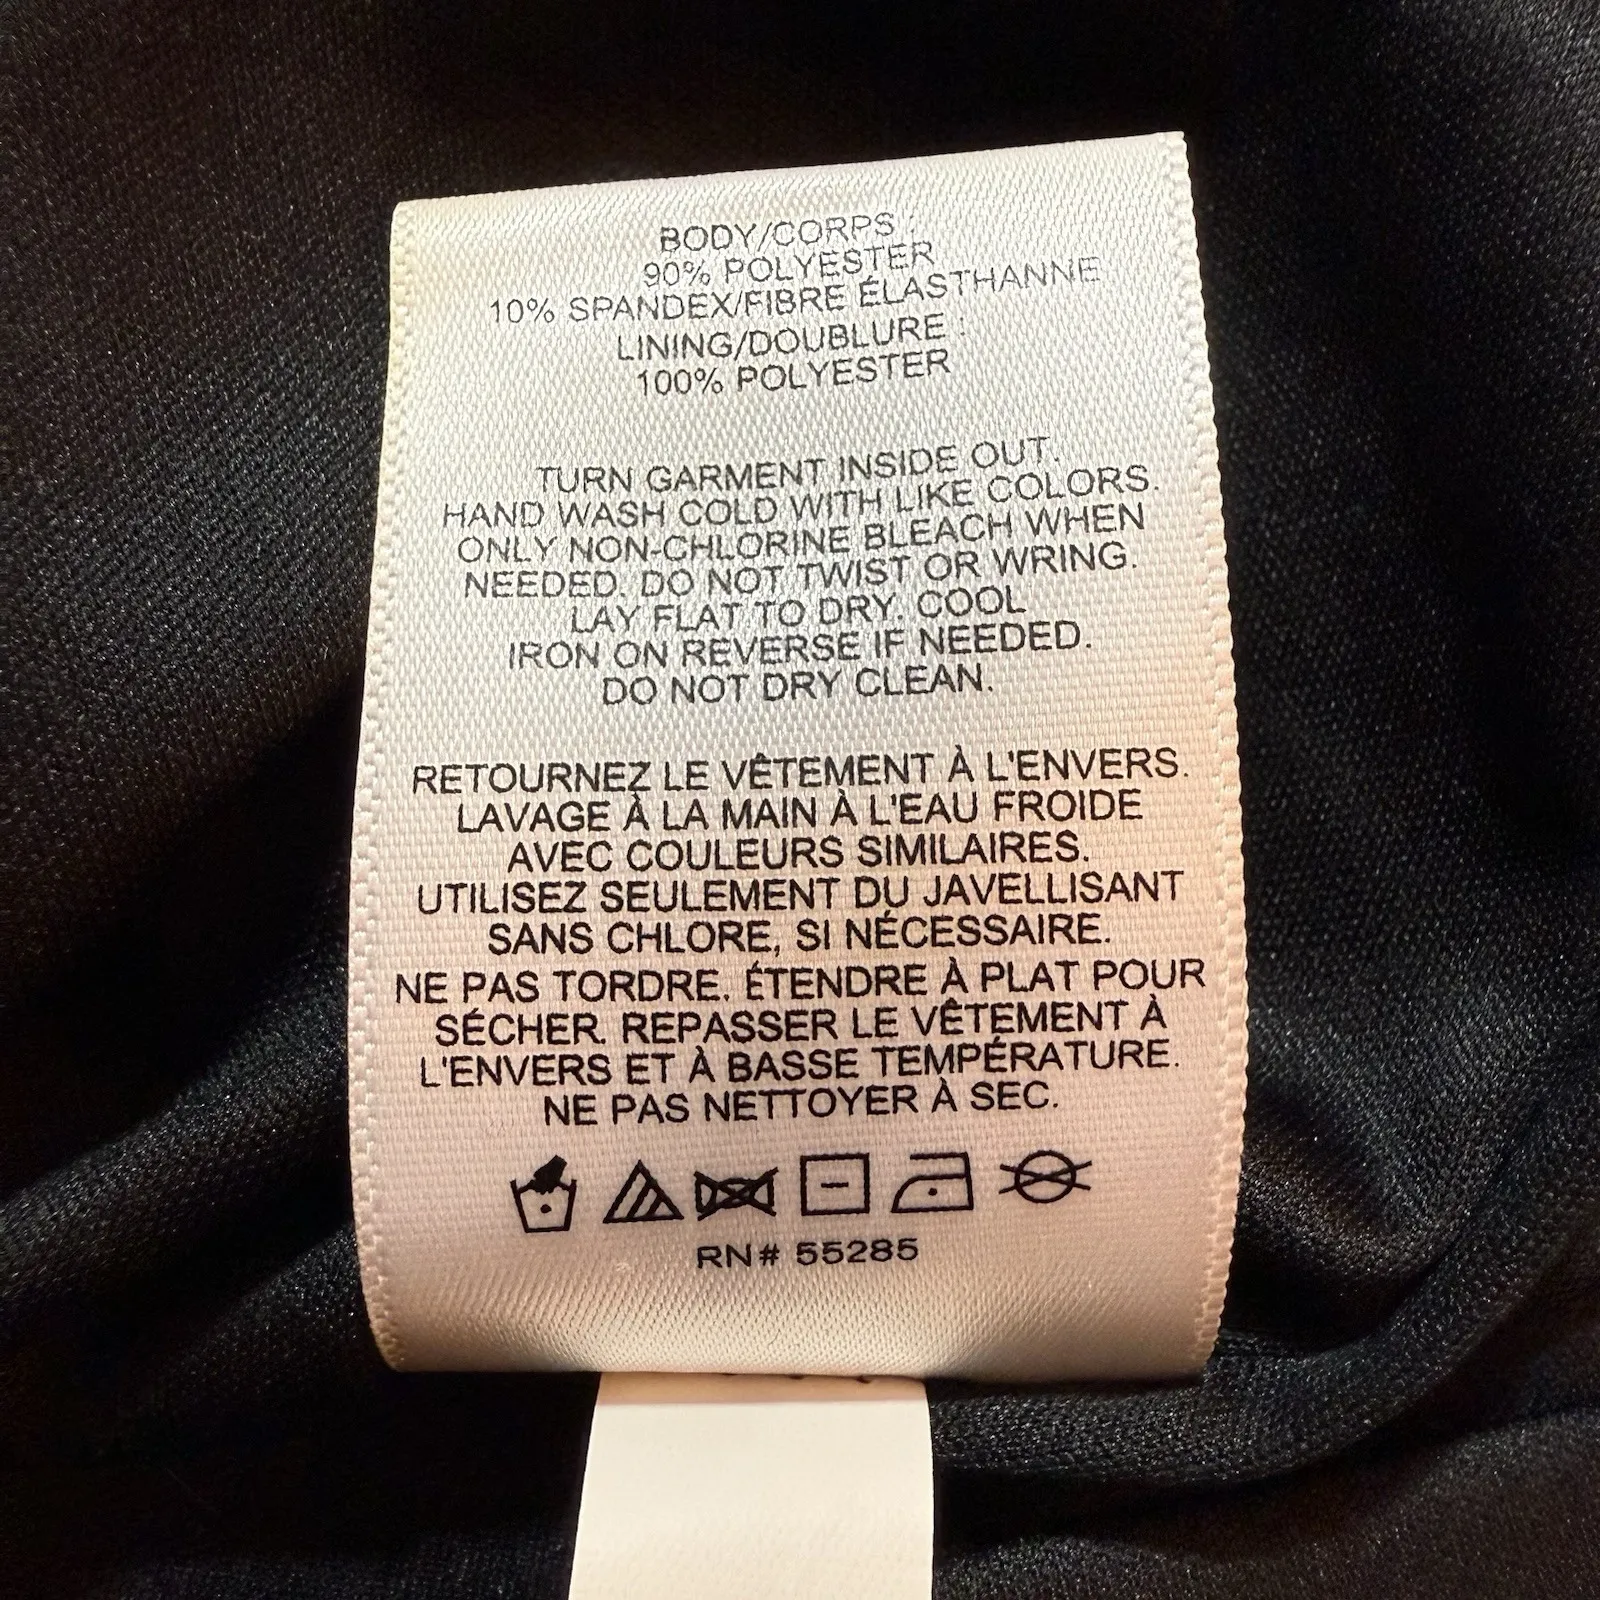 BODY/CORPS :
90% POLYESTER
10% SPANDEX/FIBRE ÉLASTHANNE
LINING/DOUBLURE :
100% POLYESTER
TURN GARMENT INSIDE OUT.
HAND WASH COLD WITH LIKE COLORS.
ONLY NON-CHLORINE BLEACH WHEN
NEEDED. DO NOT TWIST OR WRING.
LAY FLAT TO DRY. COOL
IRON ON REVERSE IF NEEDED.
DO NOT DRY CLEAN.
RETOURNEZ LE VÊTEMENT À L'ENVERS.
LAVAGE À LA MAIN À L'EAU FROIDE
AVEC COULEURS SIMILAIRES.
UTILISEZ SEULEMENT DU JAVELLISANT
SANS CHLORE, SI NÉCESSAIRE.
NE PAS TORDRE. ÉTENDRE À PLAT POUR
SÉCHER. REPASSER LE VÊTEMENT À
L'ENVERS ET À BASSE TEMPÉRATURE.
NE PAS NETTOYER À SEC.
RN# 55285